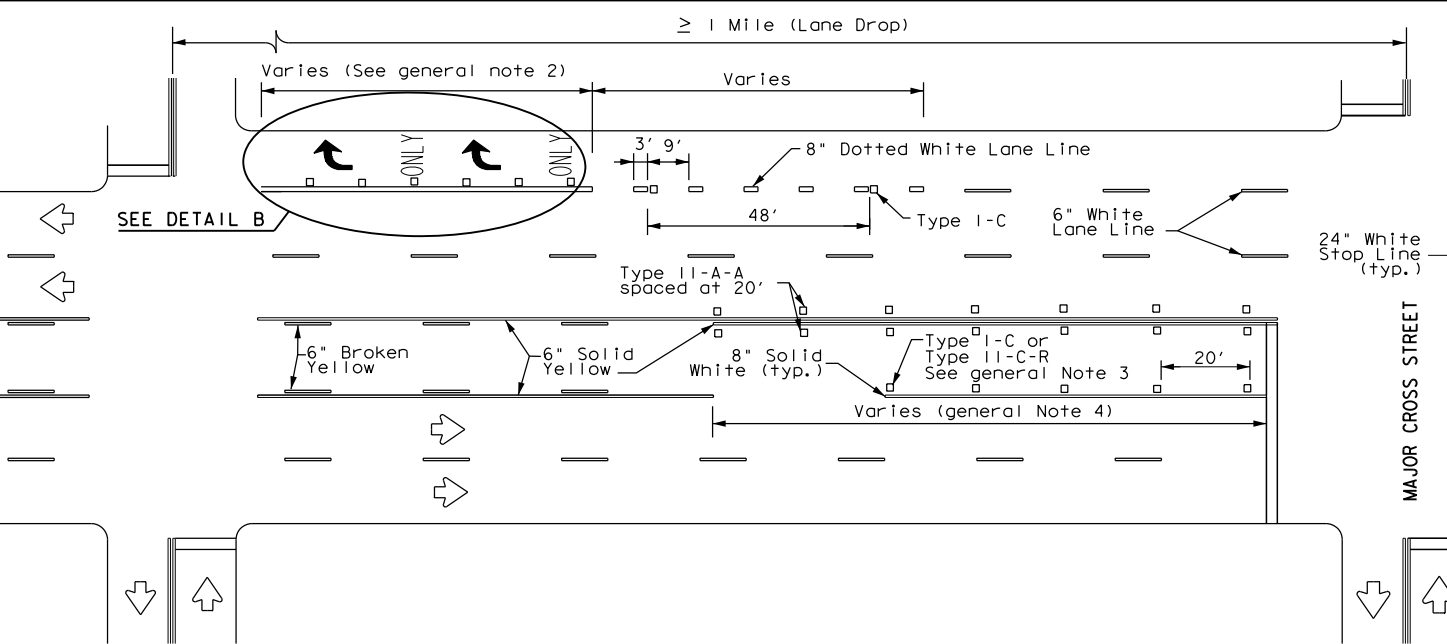 ≥ 1 Mile (Lane Drop)
Varies (See general note 2)
Varies
ONLY
ONLY
3' 9'
8" Dotted White Lane Line
SEE DETAIL B
48'
Type I-C
6" White
Lane Line
24" White
Stop Line
(typ.)
Type II-A-A
spaced at 20'
6" Broken
Yellow
6" Solid
Yellow
8" Solid
White (typ.)
Type I-C or
Type II-C-R
See general Note 3
20'
Varies (general Note 4)
MAJOR CROSS STREET